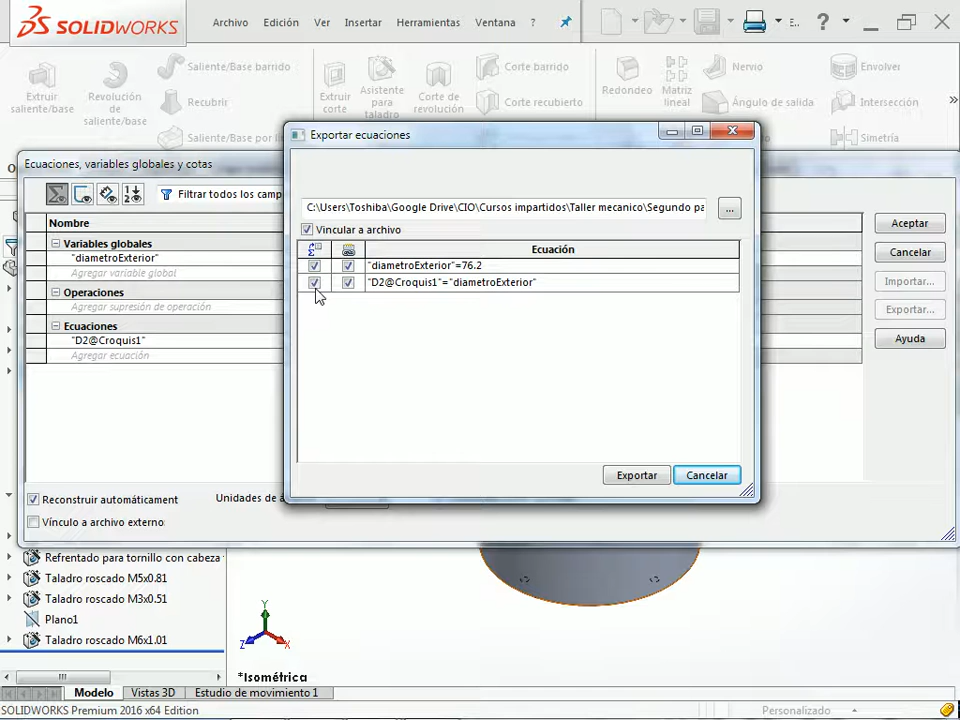 SOLIDWORKS
Archivo Edición Ver Insertar Herramientas Ventana ?
E.. ?
Extruir saliente/base
Revolución de saliente/base
Saliente/Base barrido
Recubrir
Saliente/Base por lí
Extruir corte
Asistente para taladro
Corte de revolución
Corte barrido
Corte recubierto
Redondeo
Matriz lineal
Nervio
Ángulo de salida
Envolver
Intersección
Simetría
»
Ecuaciones, variables globales y cotas
Filtrar todos los camp
Nombre
Variables globales
"diametroExterior"
Agregar variable global
Operaciones
Agregar supresión de operación
Ecuaciones
"D2@Croquis1"
Agregar ecuación
Reconstruir automáticament
Unidades de á
Vínculo a archivo externo
Aceptar
Cancelar
Importar...
Exportar...
Ayuda
Exportar ecuaciones
C:\Users\Toshiba\Google Drive\CIO\Cursos impartidos\Taller mecanico\Segundo pa
...
Vincular a archivo
Ecuación
"diametroExterior"=76.2
"D2@Croquis1"="diametroExterior"
Exportar
Cancelar
Refrentado para tornillo con cabeza
Taladro roscado M5x0.81
Taladro roscado M3x0.51
Plano1
Taladro roscado M6x1.01
Y
Z
X
*Isométrica
Modelo Vistas 3D Estudio de movimiento 1
SOLIDWORKS Premium 2016 x64 Edition
Personalizado